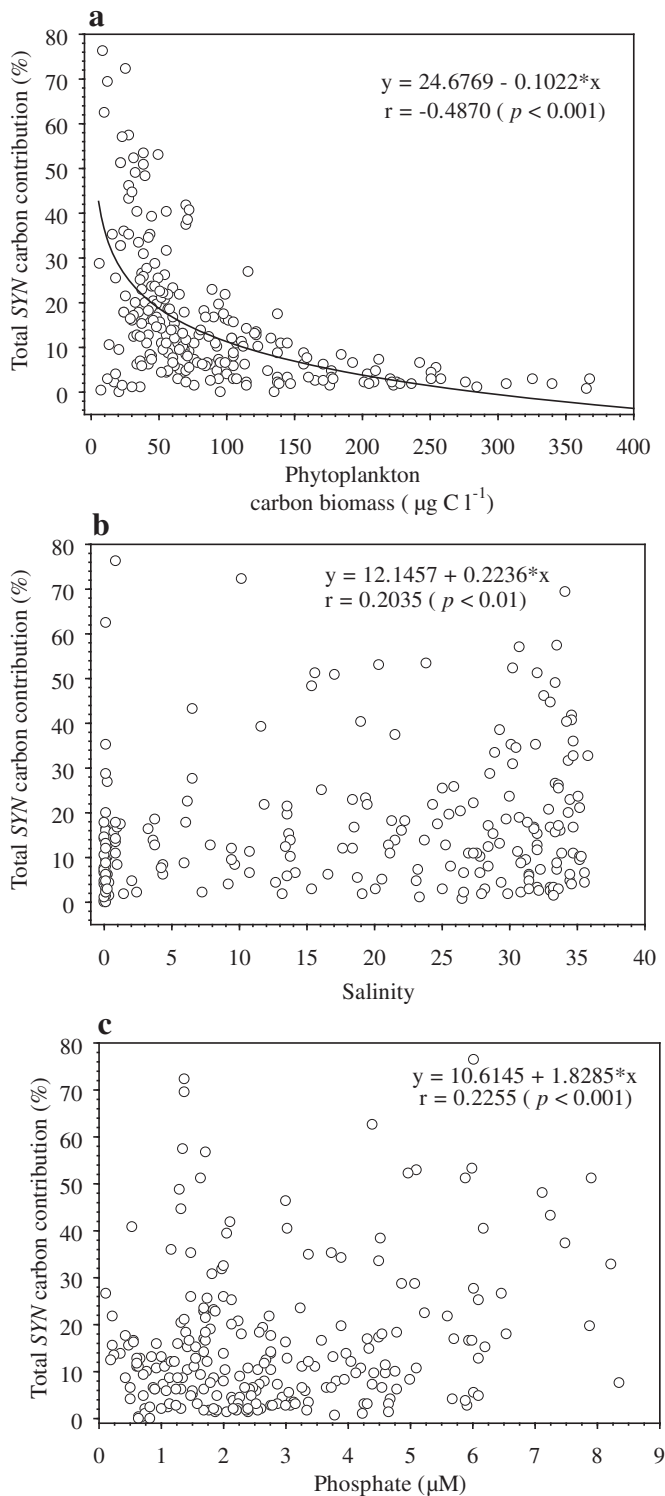 a
80
70
60
50
40
30
20
10
0
Total SYN carbon contribution (%)
y = 24.6769 - 0.1022*x
r = -0.4870 ( p < 0.001)
0 50 100 150 200 250 300 350 400
Phytoplankton
carbon biomass ( µg C l⁻¹)
b
80
70
60
50
40
30
20
10
0
Total SYN carbon contribution (%)
y = 12.1457 + 0.2236*x
r = 0.2035 ( p < 0.01)
0 5 10 15 20 25 30 35 40
Salinity
c
80
70
60
50
40
30
20
10
0
Total SYN carbon contribution (%)
y = 10.6145 + 1.8285*x
r = 0.2255 ( p < 0.001)
0 1 2 3 4 5 6 7 8 9
Phosphate (µM)